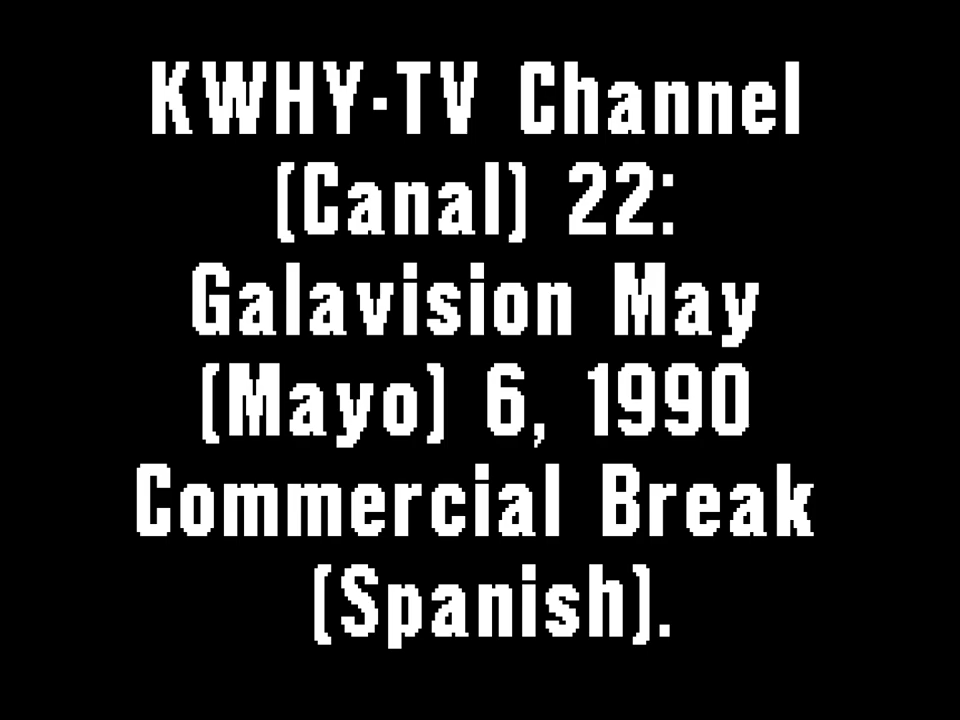 KWHY-TV Channel
(Canal) 22:
Galavision May
(Mayo) 6, 1990
Commercial Break
(Spanish).